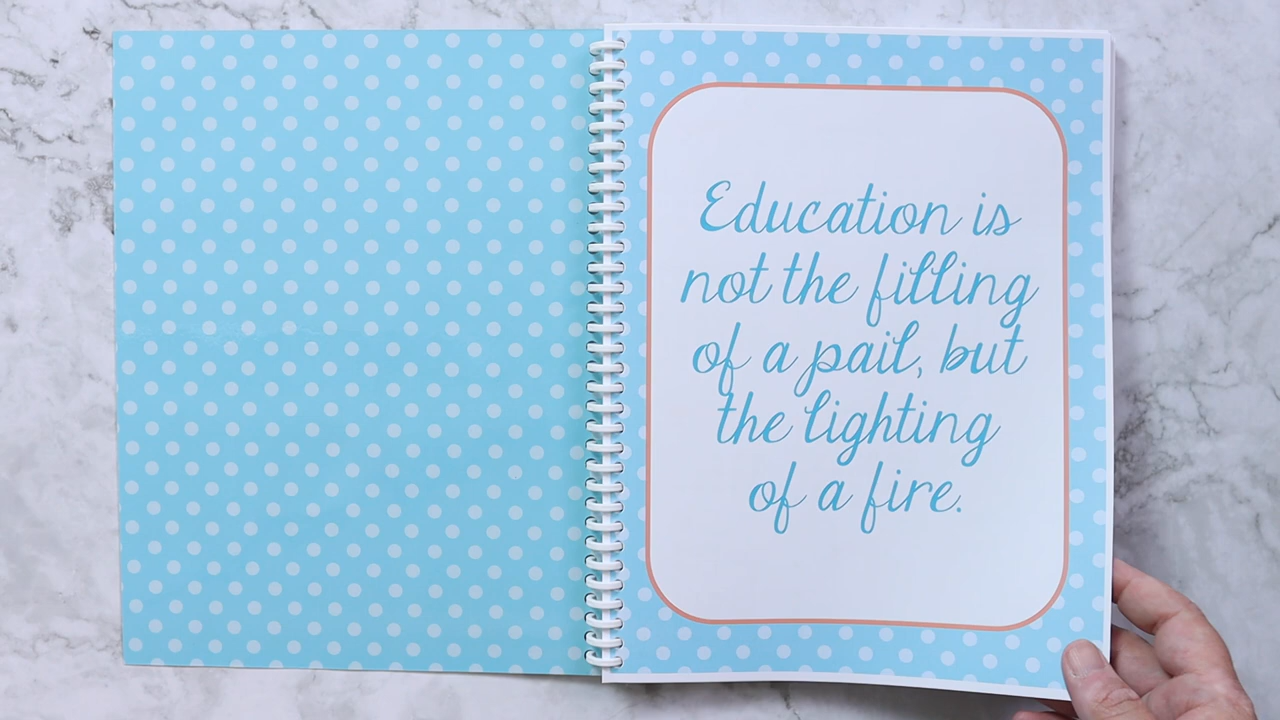 Education is
not the filling
of a pail, but
the lighting
of a fire.